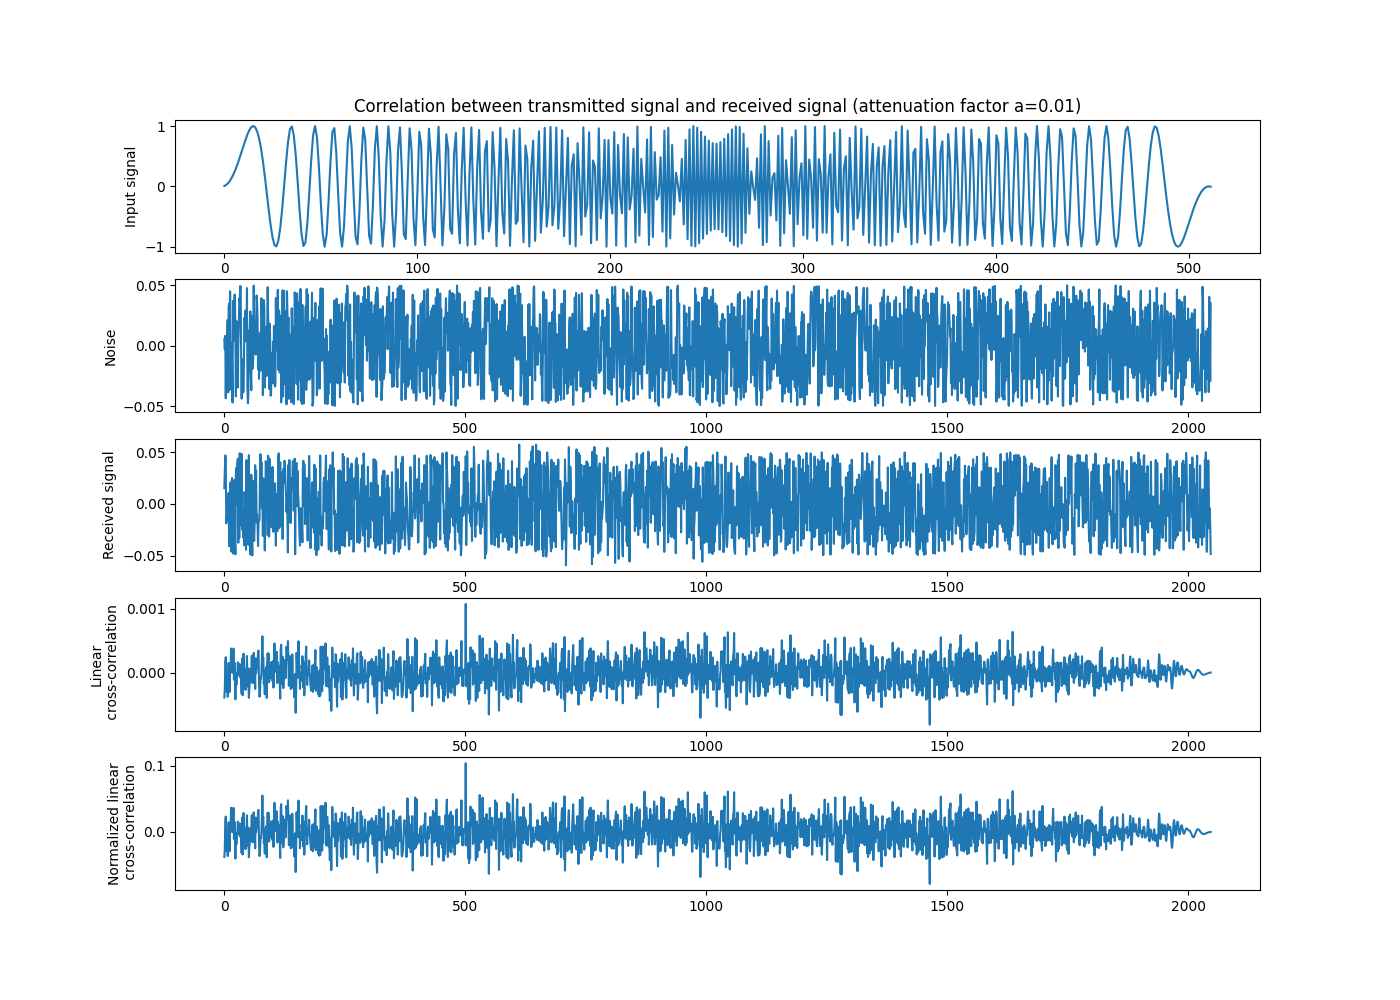 Correlation between transmitted signal and received signal (attenuation factor a=0.01)
Input signal
1
0
−1
0 100 200 300 400 500
Noise
0.05
0.00
−0.05
0 500 1000 1500 2000
Received signal
0.05
0.00
−0.05
0 500 1000 1500 2000
Linear
cross-correlation
0.001
0.000
0 500 1000 1500 2000
Normalized linear
cross-correlation
0.1
0.0
0 500 1000 1500 2000